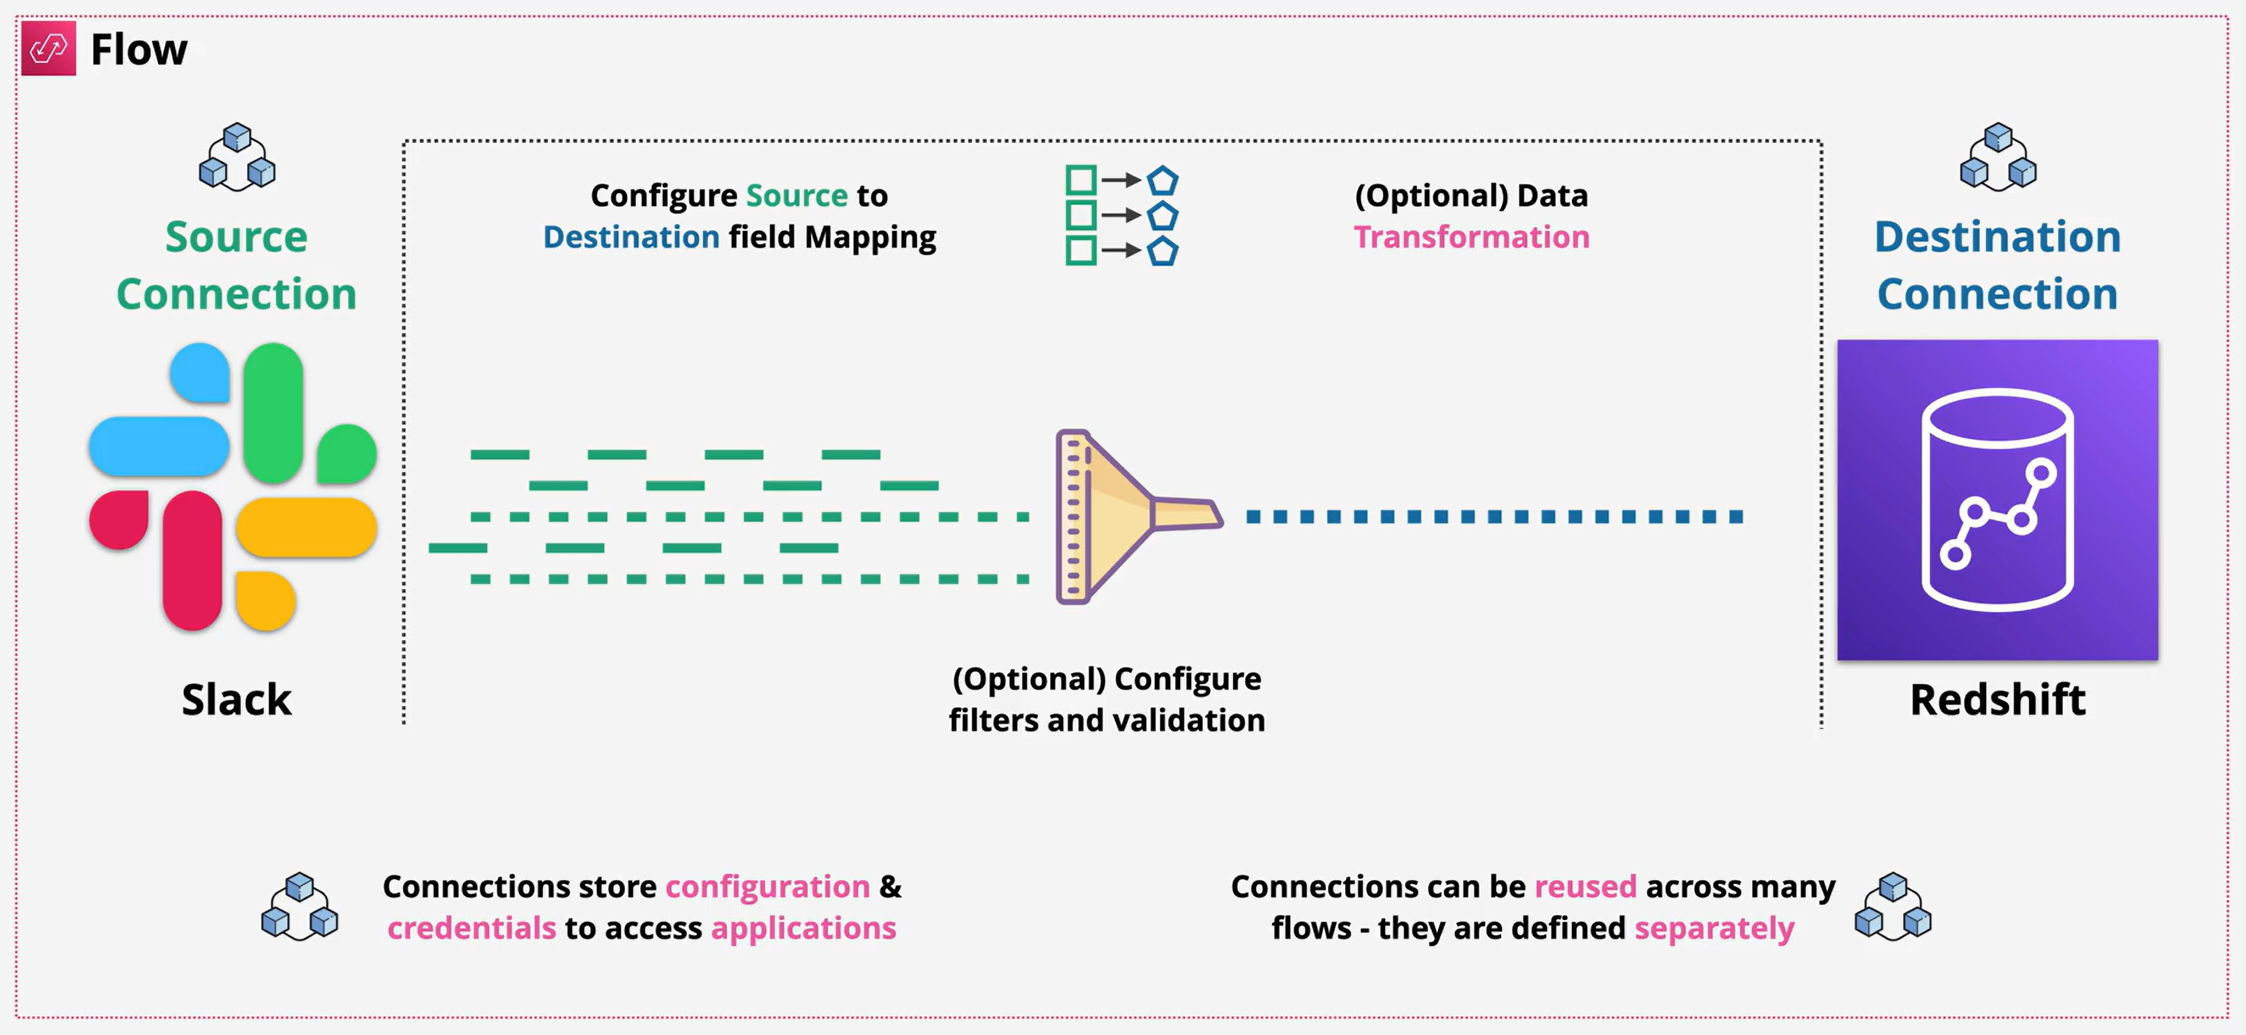 Flow
Source
Connection
Configure Source to
Destination field Mapping
(Optional) Data
Transformation
Destination
Connection
Slack
(Optional) Configure
filters and validation
Redshift
Connections store configuration &
credentials to access applications
Connections can be reused across many
flows - they are defined separately